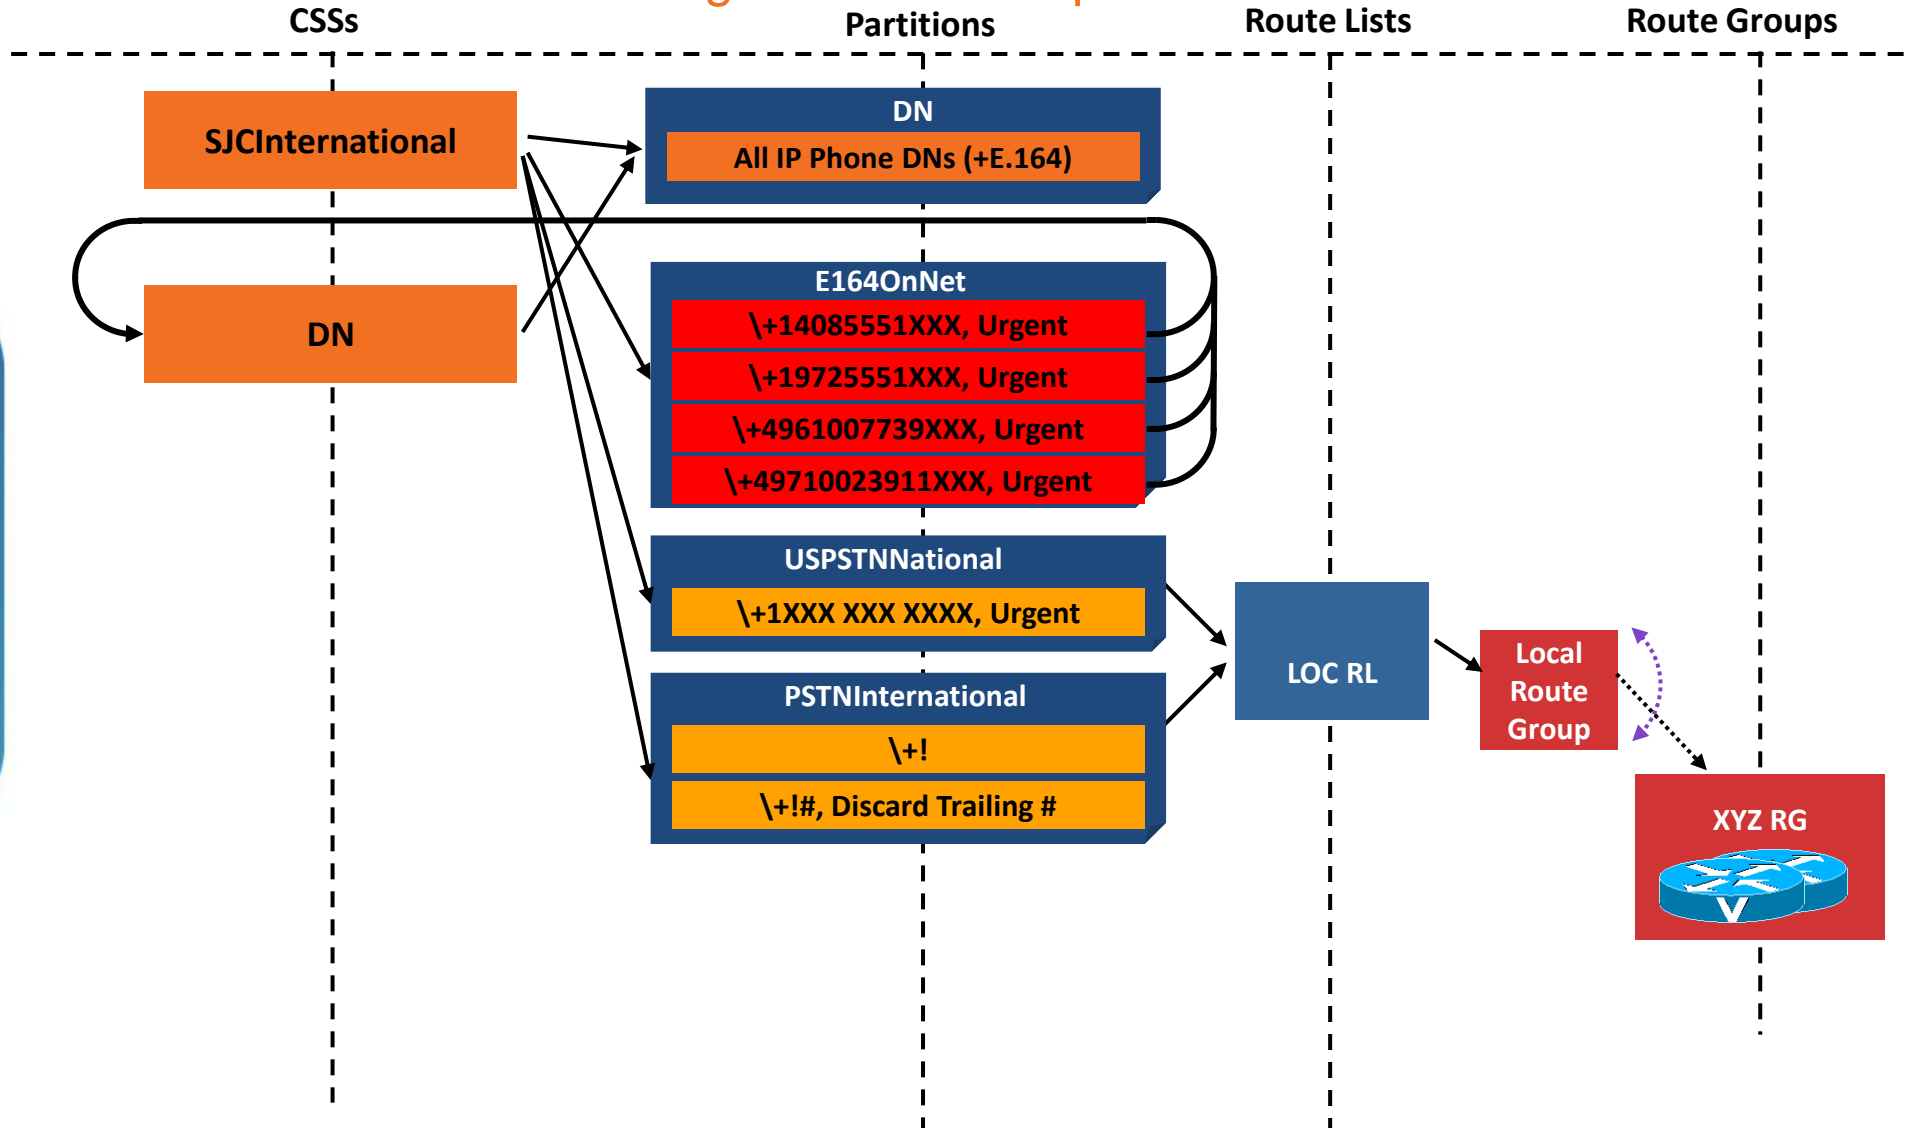 CSSs
Partitions
Route Lists
Route Groups
SJCInternational
DN
All IP Phone DNs (+E.164)
DN
E164OnNet
\+14085551XXX, Urgent
\+19725551XXX, Urgent
\+4961007739XXX, Urgent
\+49710023911XXX, Urgent
USPSTNNational
\+1XXX XXX XXXX, Urgent
PSTNInternational
\+!
\+!#, Discard Trailing #
LOC RL
Local
Route
Group
XYZ RG
V